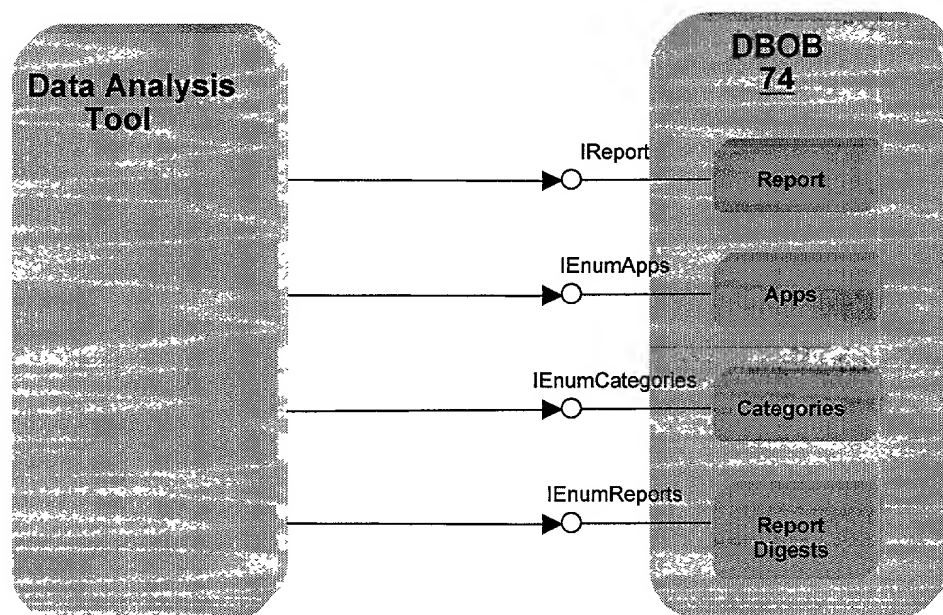 Data Analysis
Tool
DBOB
74
IReport
Report
IEnumApps
Apps
IEnumCategories
Categories
IEnumReports
Report
Digests